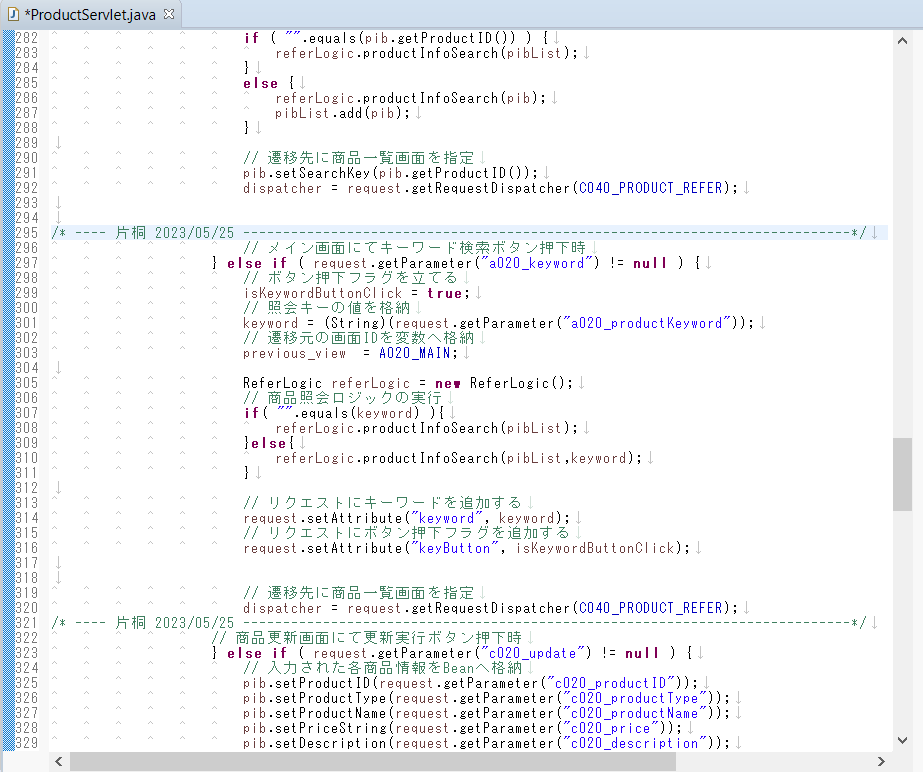 *ProductServlet.java
282 if ( "".equals(pib.getProductID()) ) {
283 referLogic.productInfoSearch(pibList);
284 }
285 else {
286 referLogic.productInfoSearch(pib);
287 pibList.add(pib);
288 }
289
290 // 遷移先に商品一覧画面を指定
291 pib.setSearchKey(pib.getProductID());
292 dispatcher = request.getRequestDispatcher(C040_PRODUCT_REFER);
293
294
295 /* ---- 片桐 2023/05/25 ----------------------------------------------------------------------------*/
296 // メイン画面にてキーワード検索ボタン押下時
297 } else if ( request.getParameter("a020_keyword") != null ) {
298 // ボタン押下フラグを立てる
299 isKeywordButtonClick = true;
300 // 照会キーの値を格納
301 keyword = (String)(request.getParameter("a020_productKeyword"));
302 // 遷移元の画面IDを変数へ格納
303 previous_view  = A020_MAIN;
304
305 ReferLogic referLogic = new ReferLogic();
306 // 商品照会ロジックの実行
307 if( "".equals(keyword) ){
308 referLogic.productInfoSearch(pibList);
309 }else{
310 referLogic.productInfoSearch(pibList,keyword);
311 }
312
313 // リクエストにキーワードを追加する
314 request.setAttribute("keyword", keyword);
315 // リクエストにボタン押下フラグを追加する
316 request.setAttribute("keyButton", isKeywordButtonClick);
317
318
319 // 遷移先に商品一覧画面を指定
320 dispatcher = request.getRequestDispatcher(C040_PRODUCT_REFER);
321 /* ---- 片桐 2023/05/25 ----------------------------------------------------------------------------*/
322 // 商品更新画面にて更新実行ボタン押下時
323 } else if ( request.getParameter("c020_update") != null ) {
324 // 入力された各商品情報をBeanへ格納
325 pib.setProductID(request.getParameter("c020_productID"));
326 pib.setProductType(request.getParameter("c020_productType"));
327 pib.setProductName(request.getParameter("c020_productName"));
328 pib.setPriceString(request.getParameter("c020_price"));
329 pib.setDescription(request.getParameter("c020_description"));